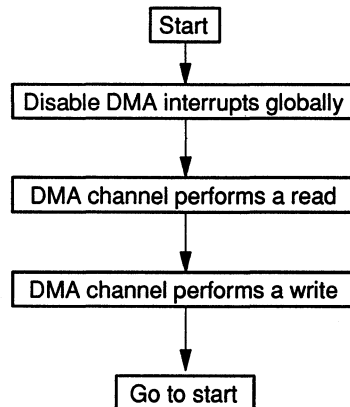 Start
Disable DMA interrupts globally
DMA channel performs a read
DMA channel performs a write
Go to start